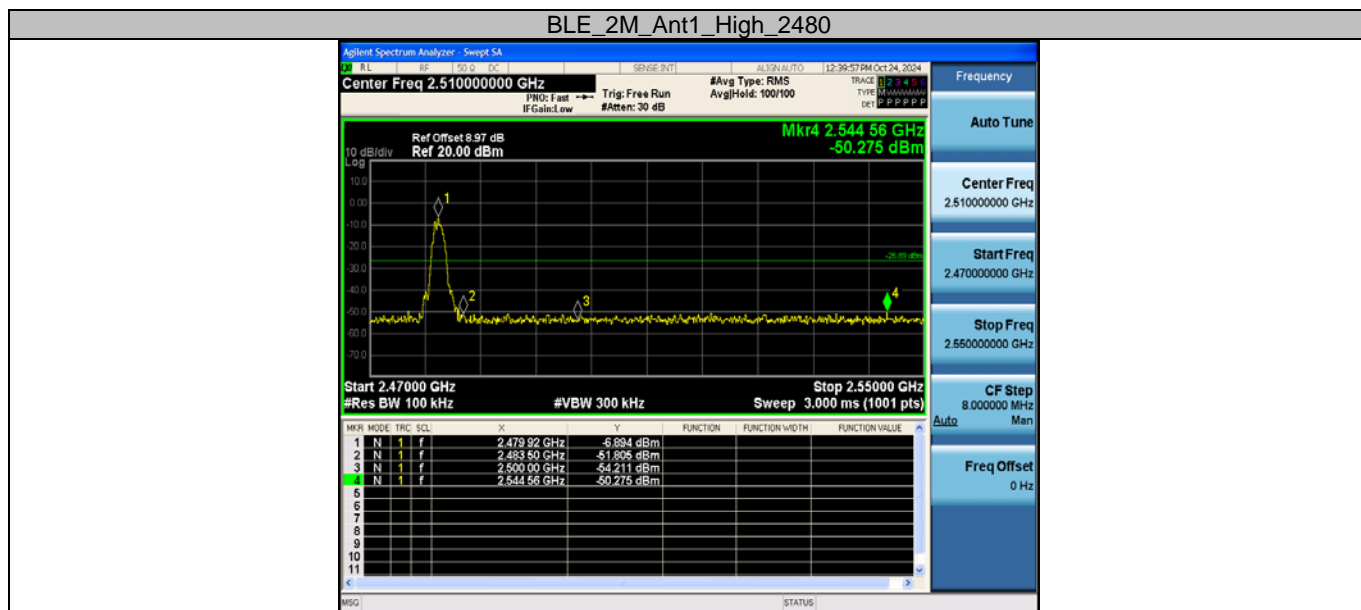 BLE_2M_Ant1_High_2480
Agilent Spectrum Analyzer - Swept SA
RL RF 50 Ω DC SENSE:INT ALIGN AUTO 12:39:57 PM Oct 24, 2024
Center Freq 2.510000000 GHz
PNO: Fast
IFGain:Low
Trig: Free Run
#Atten: 30 dB
#Avg Type: RMS
Avg|Hold: 100/100
TRACE 1 2 3 4 5 6
TYPE MWWWWW
DET P P P P P P
Frequency
Auto Tune
Center Freq
2.510000000 GHz
Start Freq
2.470000000 GHz
Stop Freq
2.550000000 GHz
CF Step
8.000000 MHz
Auto Man
Freq Offset
0 Hz
Mkr4 2.544 56 GHz
-50.275 dBm
Ref Offset 8.97 dB
10 dB/div Ref 20.00 dBm
Log
10.0
0.00
-10.0
-20.0
-30.0
-40.0
-50.0
-60.0
-70.0
1
2
3
4
-26.89 dBm
Start 2.47000 GHz Stop 2.55000 GHz
#Res BW 100 kHz #VBW 300 kHz Sweep 3.000 ms (1001 pts)
MKR MODE TRC SCL X Y FUNCTION FUNCTION WIDTH FUNCTION VALUE
1 N 1 f 2.479 92 GHz -6.894 dBm
2 N 1 f 2.483 50 GHz -51.805 dBm
3 N 1 f 2.500 00 GHz -54.211 dBm
4 N 1 f 2.544 56 GHz -50.275 dBm
5
6
7
8
9
10
11
MSG STATUS